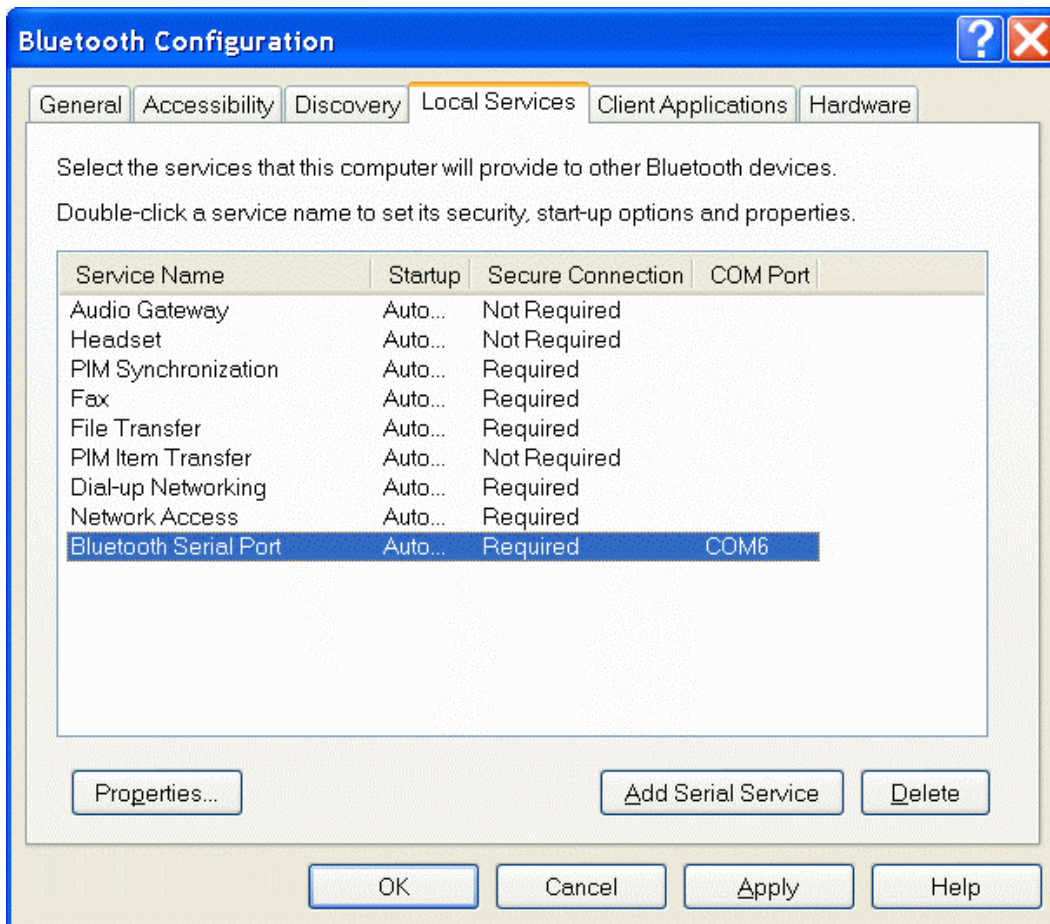 Bluetooth Configuration
?
General Accessibility Discovery Local Services Client Applications Hardware
Select the services that this computer will provide to other Bluetooth devices.
Double-click a service name to set its security, start-up options and properties.
Service Name Startup Secure Connection COM Port
Audio Gateway Auto... Not Required
Headset Auto... Not Required
PIM Synchronization Auto... Required
Fax Auto... Required
File Transfer Auto... Required
PIM Item Transfer Auto... Not Required
Dial-up Networking Auto... Required
Network Access Auto... Required
Bluetooth Serial Port Auto... Required COM6
Properties... Add Serial Service Delete
OK Cancel Apply Help